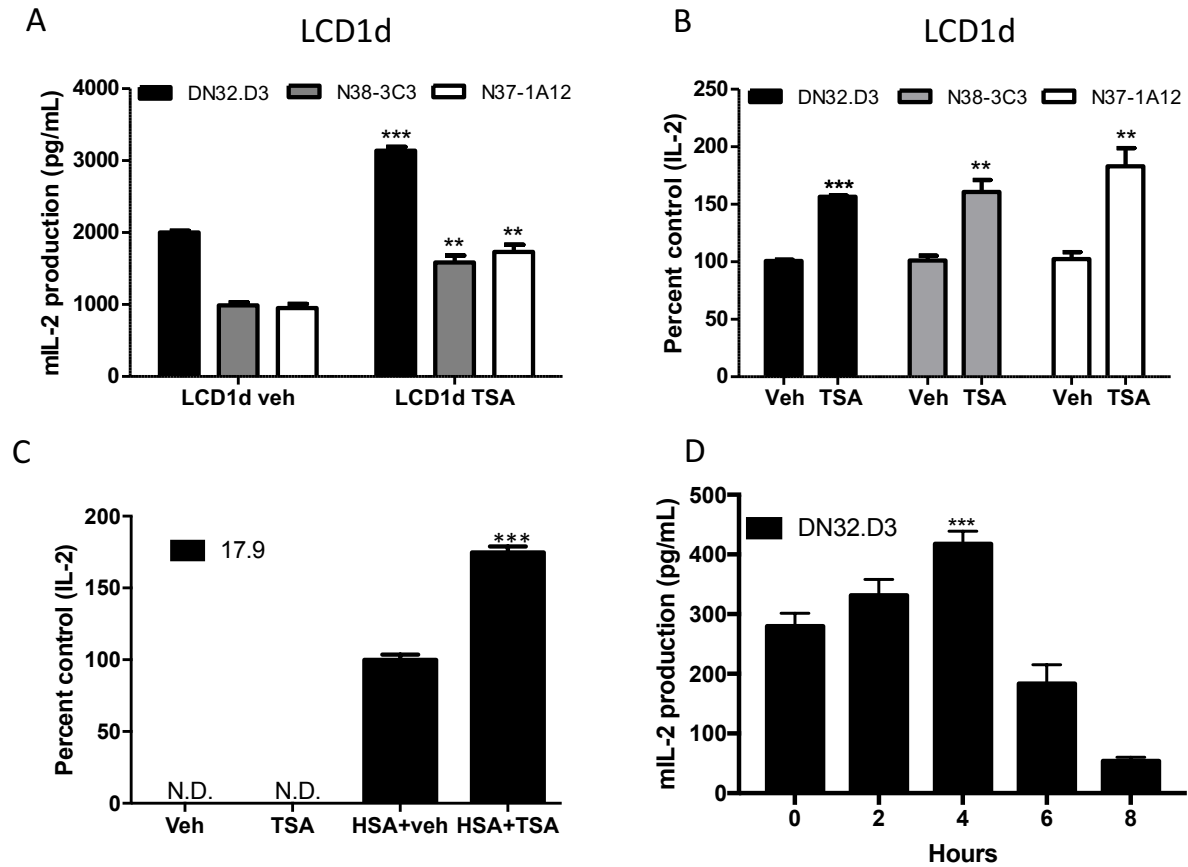 A
LCD1d
DN32.D3 N38-3C3 N37-1A12
mIL-2 production (pg/mL)
4000
3000
2000
1000
0
*** ** **
LCD1d veh LCD1d TSA
B
LCD1d
DN32.D3 N38-3C3 N37-1A12
Percent control (IL-2)
250
200
150
100
50
0
*** ** **
Veh TSA Veh TSA Veh TSA
C
17.9
Percent control (IL-2)
200
150
100
50
0
N.D. N.D. ***
Veh TSA HSA+veh HSA+TSA
D
DN32.D3
mIL-2 production (pg/mL)
500
400
300
200
100
0
***
0 2 4 6 8
Hours